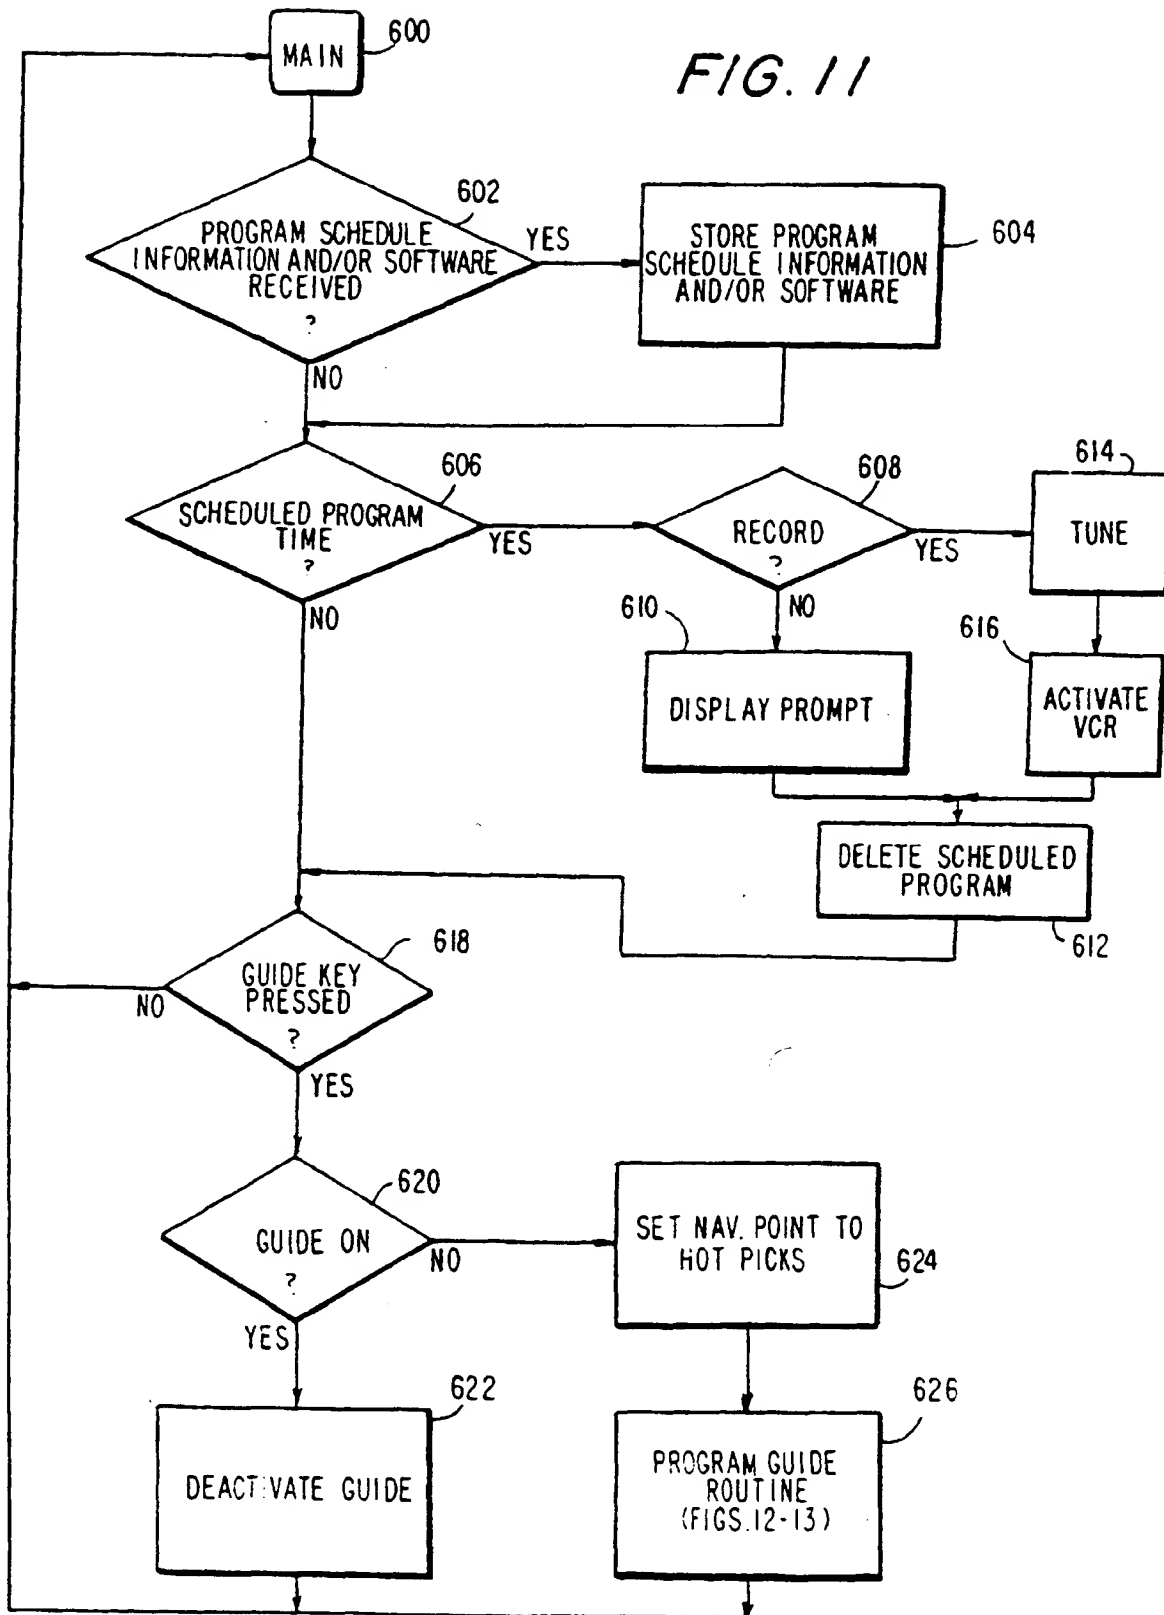 600
MAIN
FIG. 11
602
PROGRAM SCHEDULE
INFORMATION AND/OR SOFTWARE
RECEIVED
?
YES
NO
STORE PROGRAM
SCHEDULE INFORMATION
AND/OR SOFTWARE
604
606
SCHEDULED PROGRAM
TIME
?
YES
NO
608
RECORD
?
YES
NO
614
TUNE
610
DISPLAY PROMPT
616
ACTIVATE
VCR
DELETE SCHEDULED
PROGRAM
612
618
GUIDE KEY
PRESSED
?
NO
YES
620
GUIDE ON
?
NO
YES
SET NAV. POINT TO
HOT PICKS
624
622
DEACTIVATE GUIDE
626
PROGRAM GUIDE
ROUTINE
(FIGS.12-13)